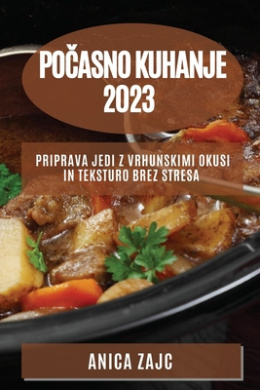 POČASNO KUHANJE
2023
PRIPRAVA JEDI Z VRHUNSKIMI OKUSI
IN TEKSTURO BREZ STRESA
ANICA ZAJC